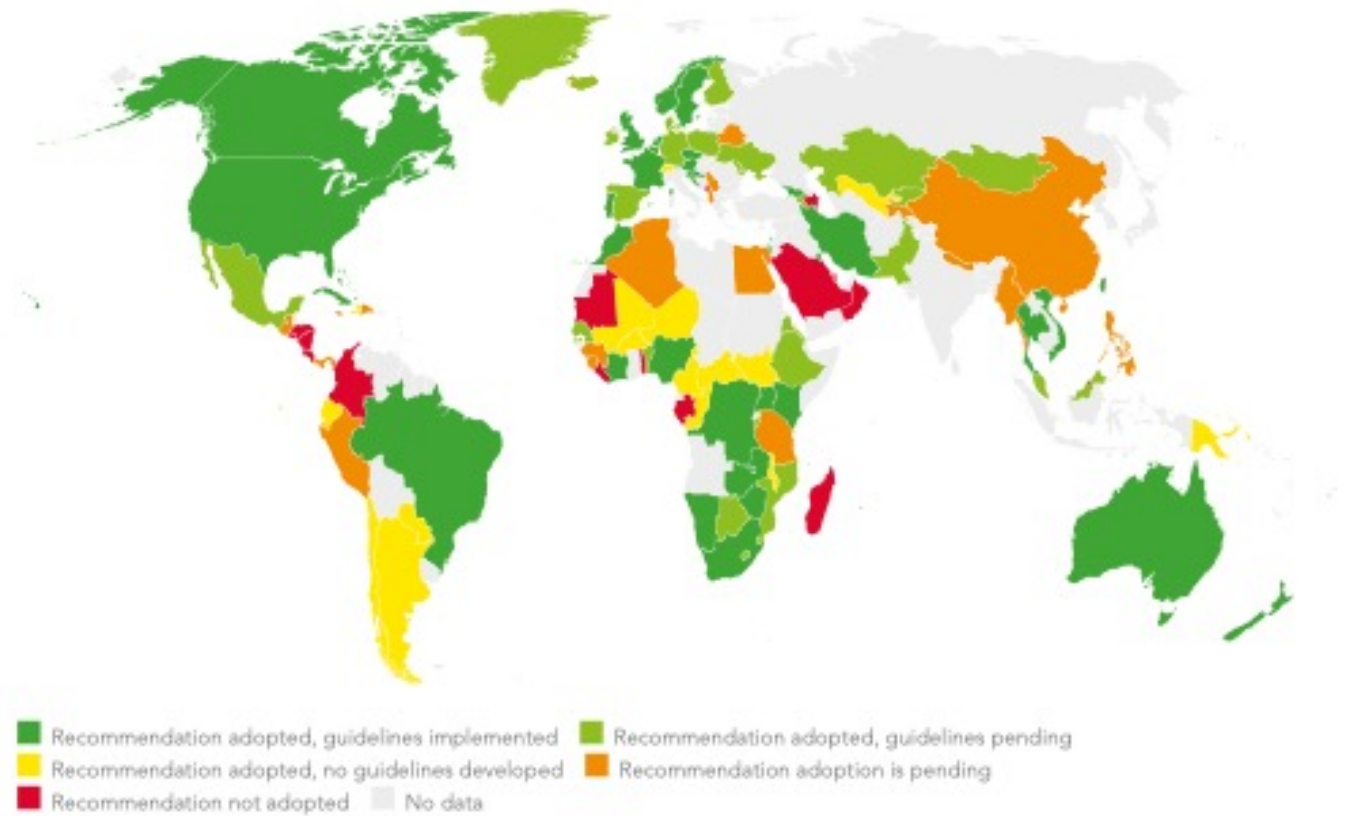 Recommendation adopted, guidelines implemented Recommendation adopted, guidelines pending
Recommendation adopted, no guidelines developed Recommendation adoption is pending
Recommendation not adopted No data